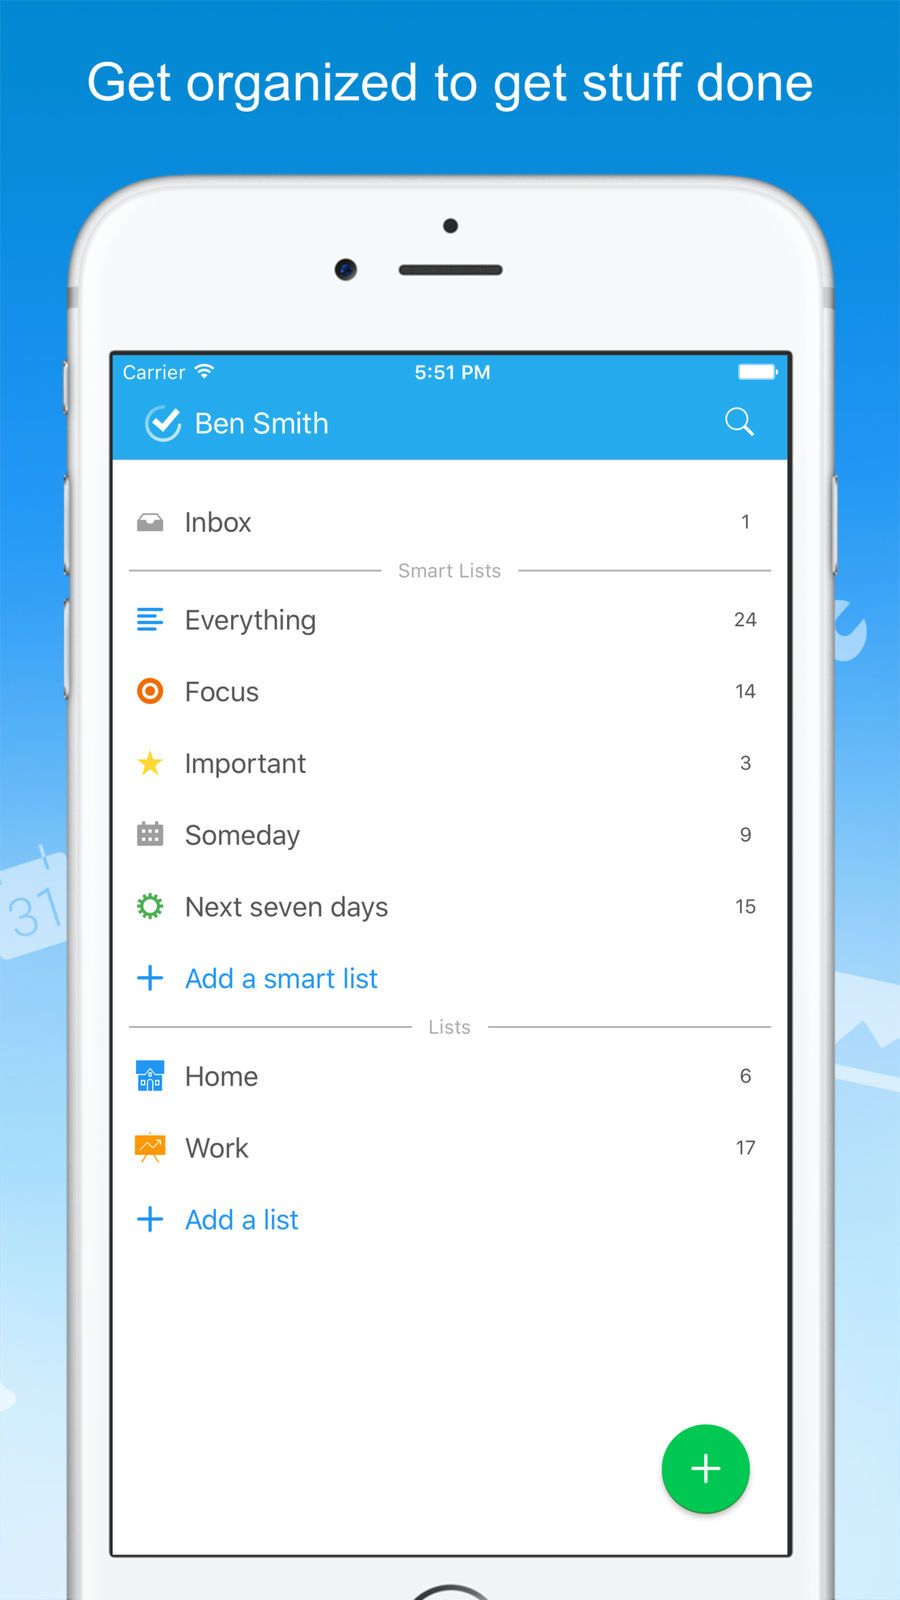 Get organized to get stuff done
Carrier 5:51 PM
Ben Smith
Inbox 1
Smart Lists
Everything 24
Focus 14
Important 3
Someday 9
Next seven days 15
+ Add a smart list
Lists
Home 6
Work 17
+ Add a list
+
31